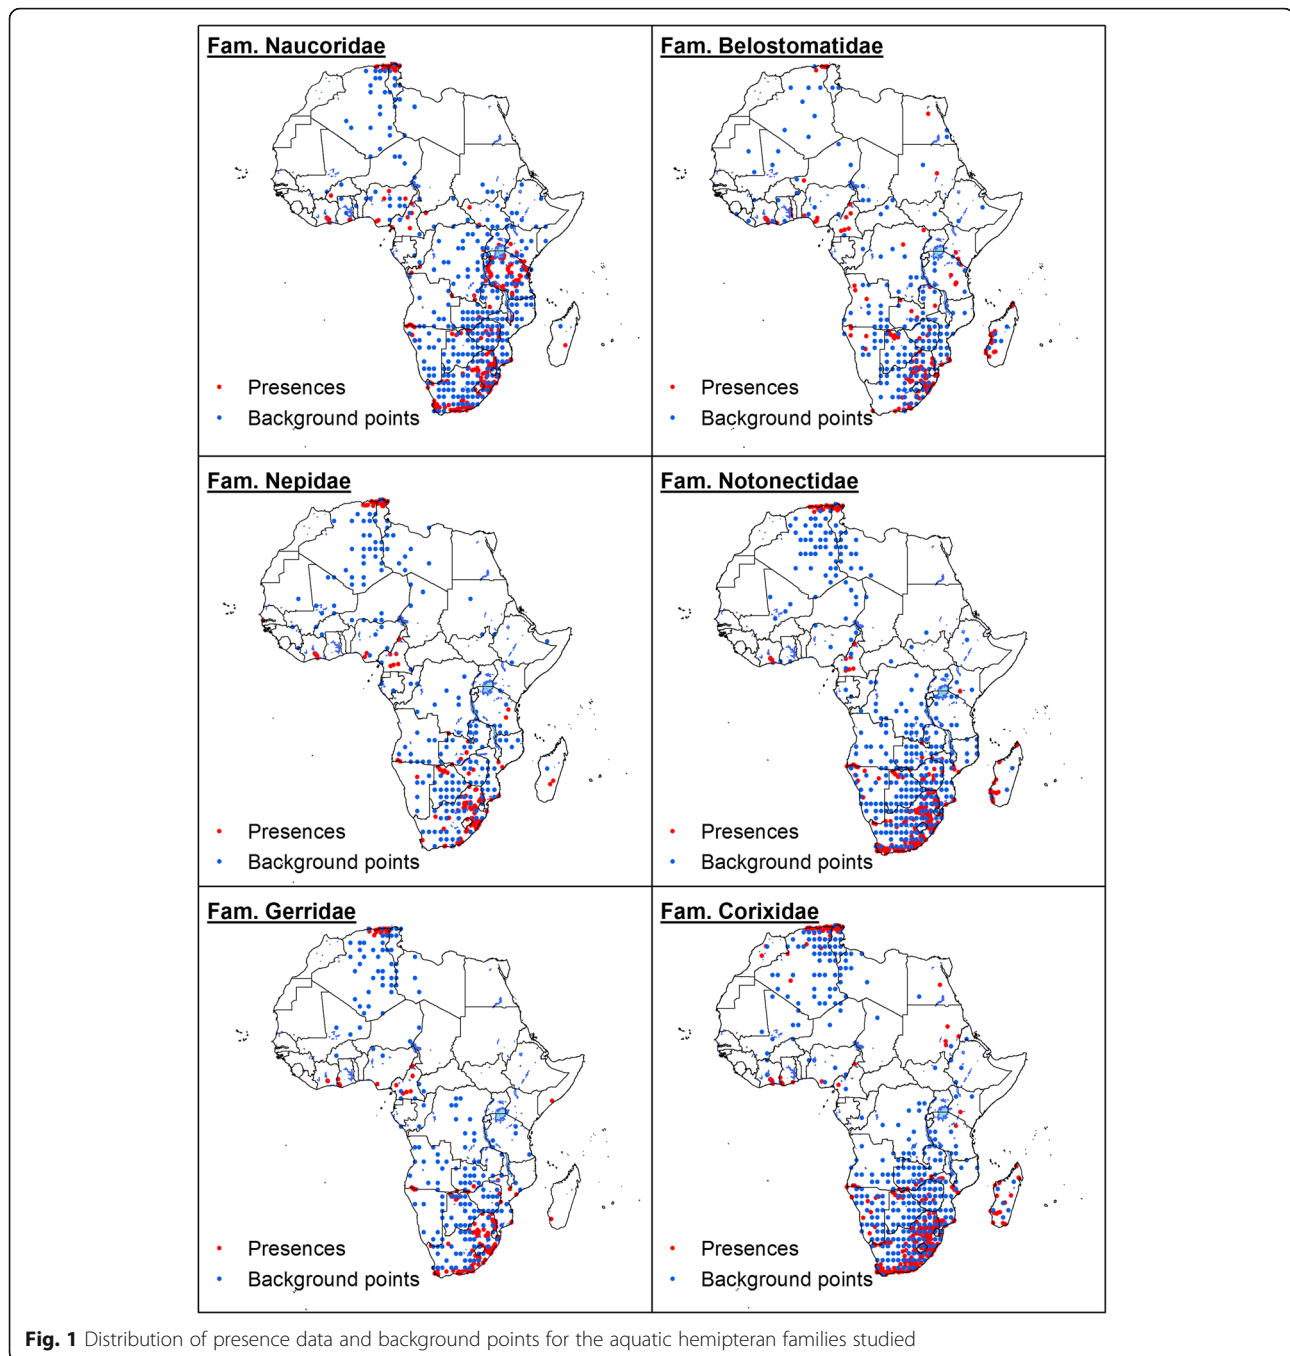 Fam. Naucoridae
Presences
Background points
Fam. Belostomatidae
Presences
Background points
Fam. Nepidae
Presences
Background points
Fam. Notonectidae
Presences
Background points
Fam. Gerridae
Presences
Background points
Fam. Corixidae
Presences
Background points
Fig. 1 Distribution of presence data and background points for the aquatic hemipteran families studied